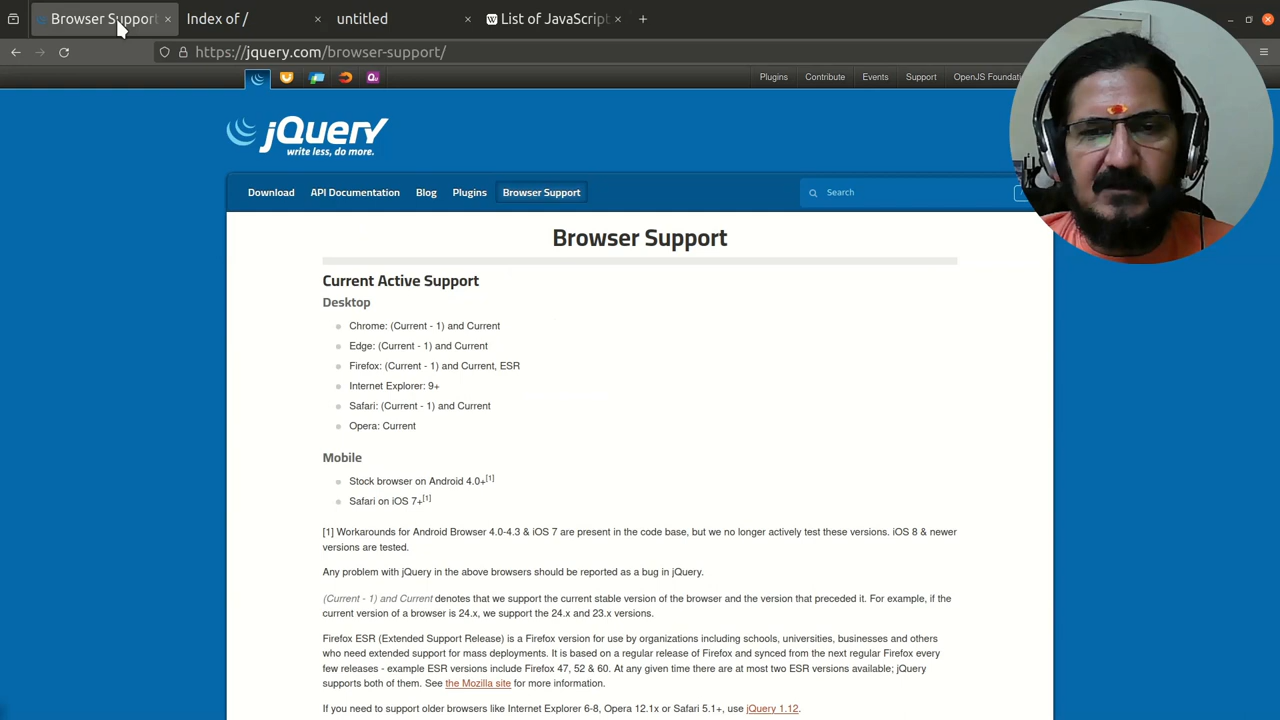 Browser Support
Index of /
untitled
List of JavaScript
https://jquery.com/browser-support/
Plugins
Contribute
Events
Support
OpenJS Foundati
jQuery
write less, do more.
Download
API Documentation
Blog
Plugins
Browser Support
Search
Browser Support
Current Active Support
Desktop
Chrome: (Current - 1) and Current
Edge: (Current - 1) and Current
Firefox: (Current - 1) and Current, ESR
Internet Explorer: 9+
Safari: (Current - 1) and Current
Opera: Current
Mobile
Stock browser on Android 4.0+[1]
Safari on iOS 7+[1]
[1] Workarounds for Android Browser 4.0-4.3 & iOS 7 are present in the code base, but we no longer actively test these versions. iOS 8 & newer
versions are tested.
Any problem with jQuery in the above browsers should be reported as a bug in jQuery.
(Current - 1) and Current denotes that we support the current stable version of the browser and the version that preceded it. For example, if the
current version of a browser is 24.x, we support the 24.x and 23.x versions.
Firefox ESR (Extended Support Release) is a Firefox version for use by organizations including schools, universities, businesses and others
who need extended support for mass deployments. It is based on a regular release of Firefox and synced from the next regular Firefox every
few releases - example ESR versions include Firefox 47, 52 & 60. At any given time there are at most two ESR versions available; jQuery
supports both of them. See the Mozilla site for more information.
If you need to support older browsers like Internet Explorer 6-8, Opera 12.1x or Safari 5.1+, use jQuery 1.12.